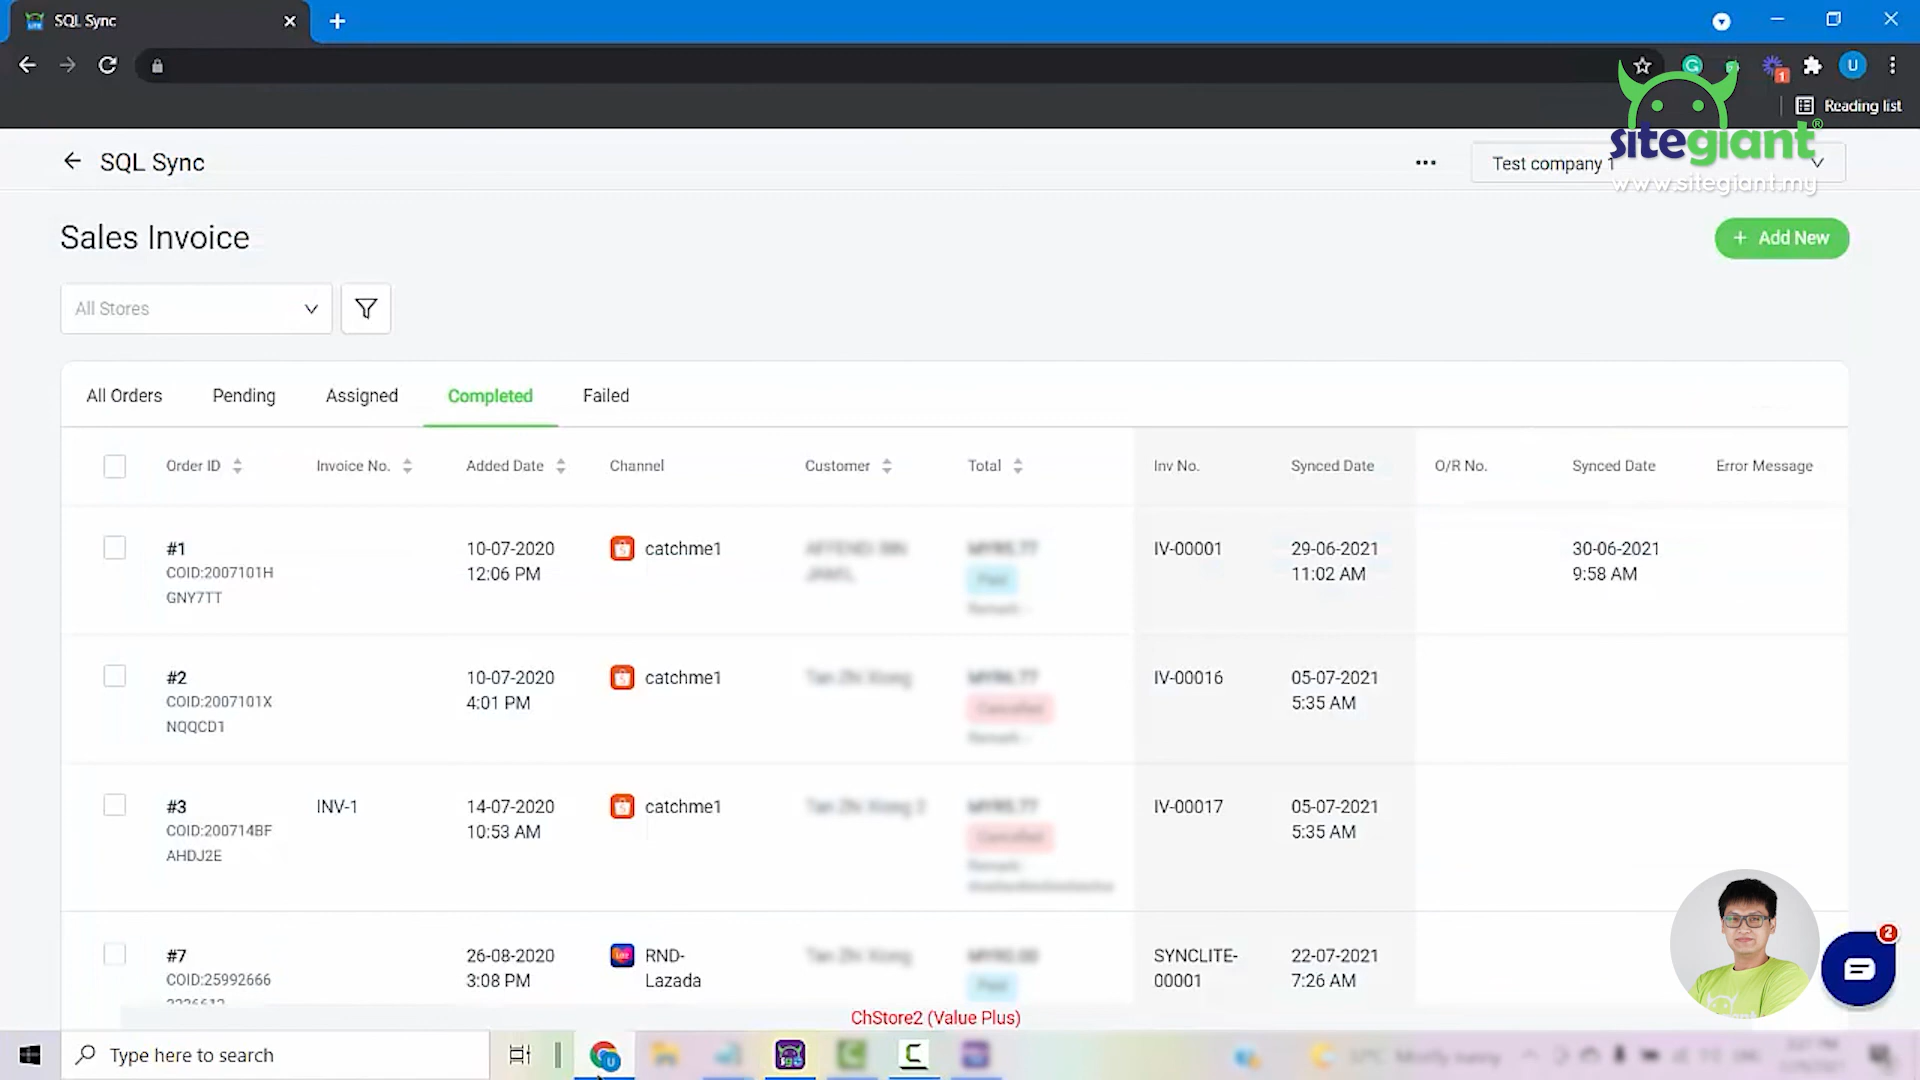 SQL Sync
Reading list
sitegiant®
www.sitegiant.my
SQL Sync
Test company 1
Sales Invoice
+ Add New
All Stores
All Orders Pending Assigned Completed Failed
Order ID Invoice No. Added Date Channel Customer Total Inv No. Synced Date O/R No. Synced Date Error Message
#1 10-07-2020 catchme1 IV-00001 29-06-2021 30-06-2021
COID:2007101H 12:06 PM 11:02 AM 9:58 AM
GNY7TT
#2 10-07-2020 catchme1 IV-00016 05-07-2021
COID:2007101X 4:01 PM 5:35 AM
NQQCD1
#3 INV-1 14-07-2020 catchme1 IV-00017 05-07-2021
COID:200714BF 10:53 AM 5:35 AM
AHDJ2E
#7 26-08-2020 RND- SYNCLITE- 22-07-2021
COID:25992666 3:08 PM Lazada 00001 7:26 AM
2
ChStore2 (Value Plus)
Type here to search